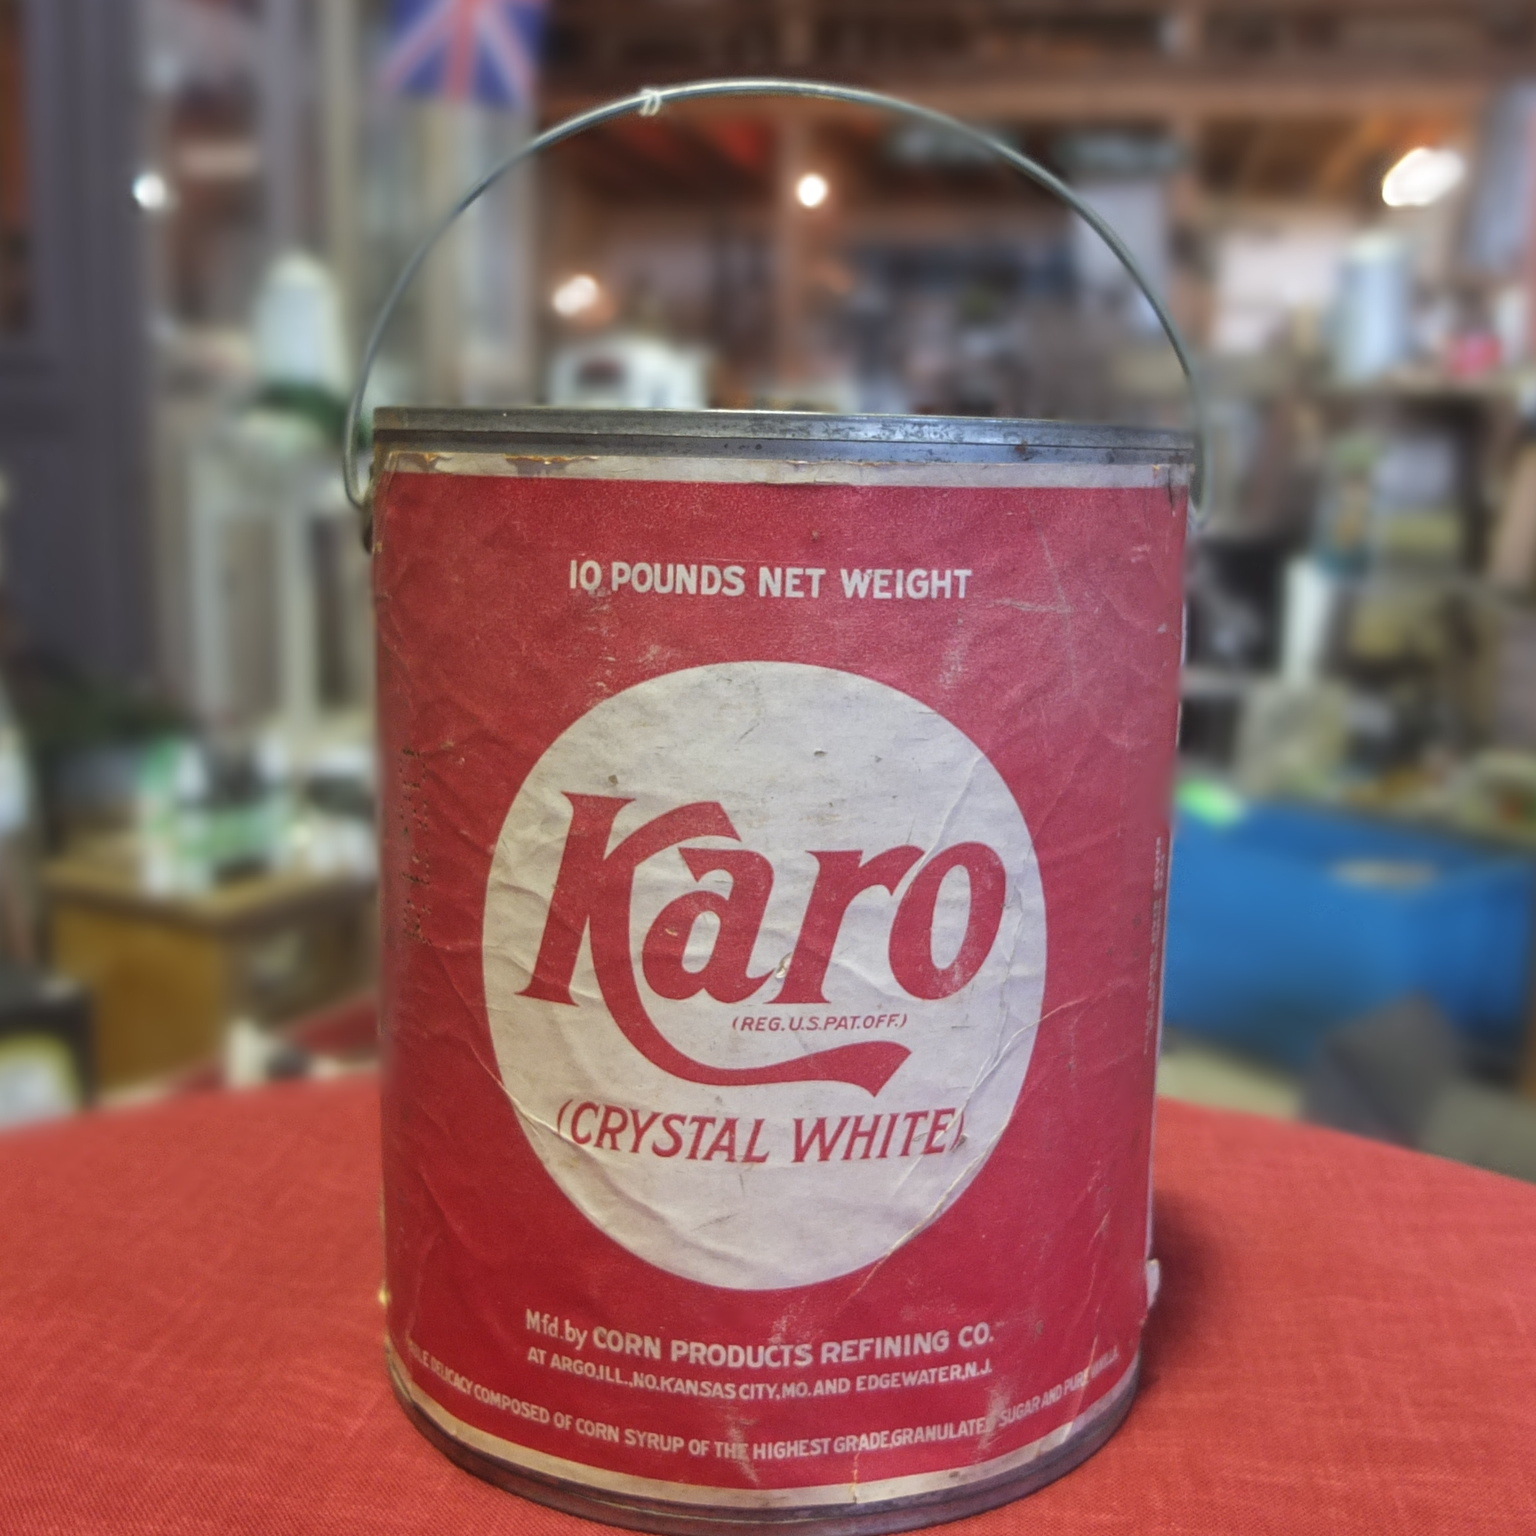 10 POUNDS NET WEIGHT
Karo
(REG. U.S. PAT. OFF.)
(CRYSTAL WHITE)
Mfd. by CORN PRODUCTS REFINING CO.
AT ARGO, ILL., NO. KANSAS CITY, MO. AND EDGEWATER, N.J.
DELICACY COMPOSED OF CORN SYRUP OF THE HIGHEST GRADE, GRANULATED SUGAR AND PURE VANILLA